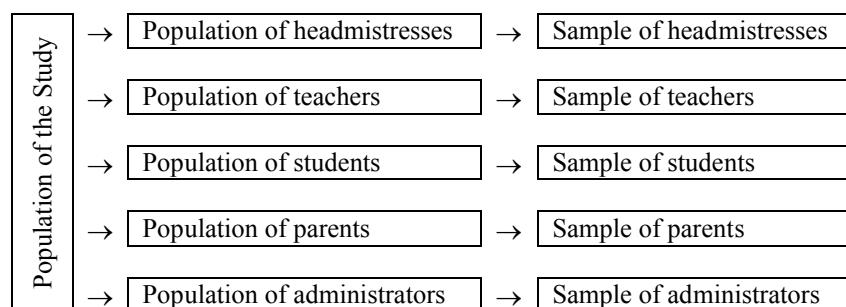 Population of the Study
→ Population of headmistresses → Sample of headmistresses
→ Population of teachers → Sample of teachers
→ Population of students → Sample of students
→ Population of parents → Sample of parents
→ Population of administrators → Sample of administrators